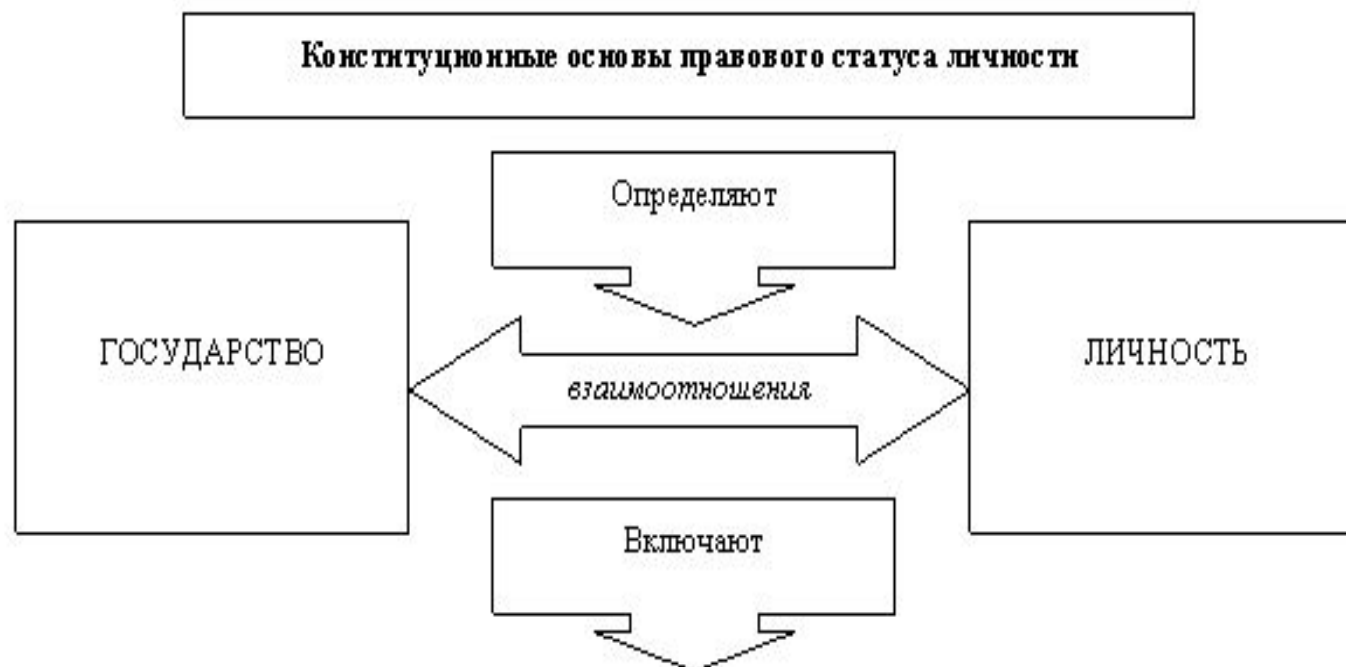 Конституционные основы правового статуса личности
Определяют
ГОСУДАРСТВО
взаимоотношения
ЛИЧНОСТЬ
Включают